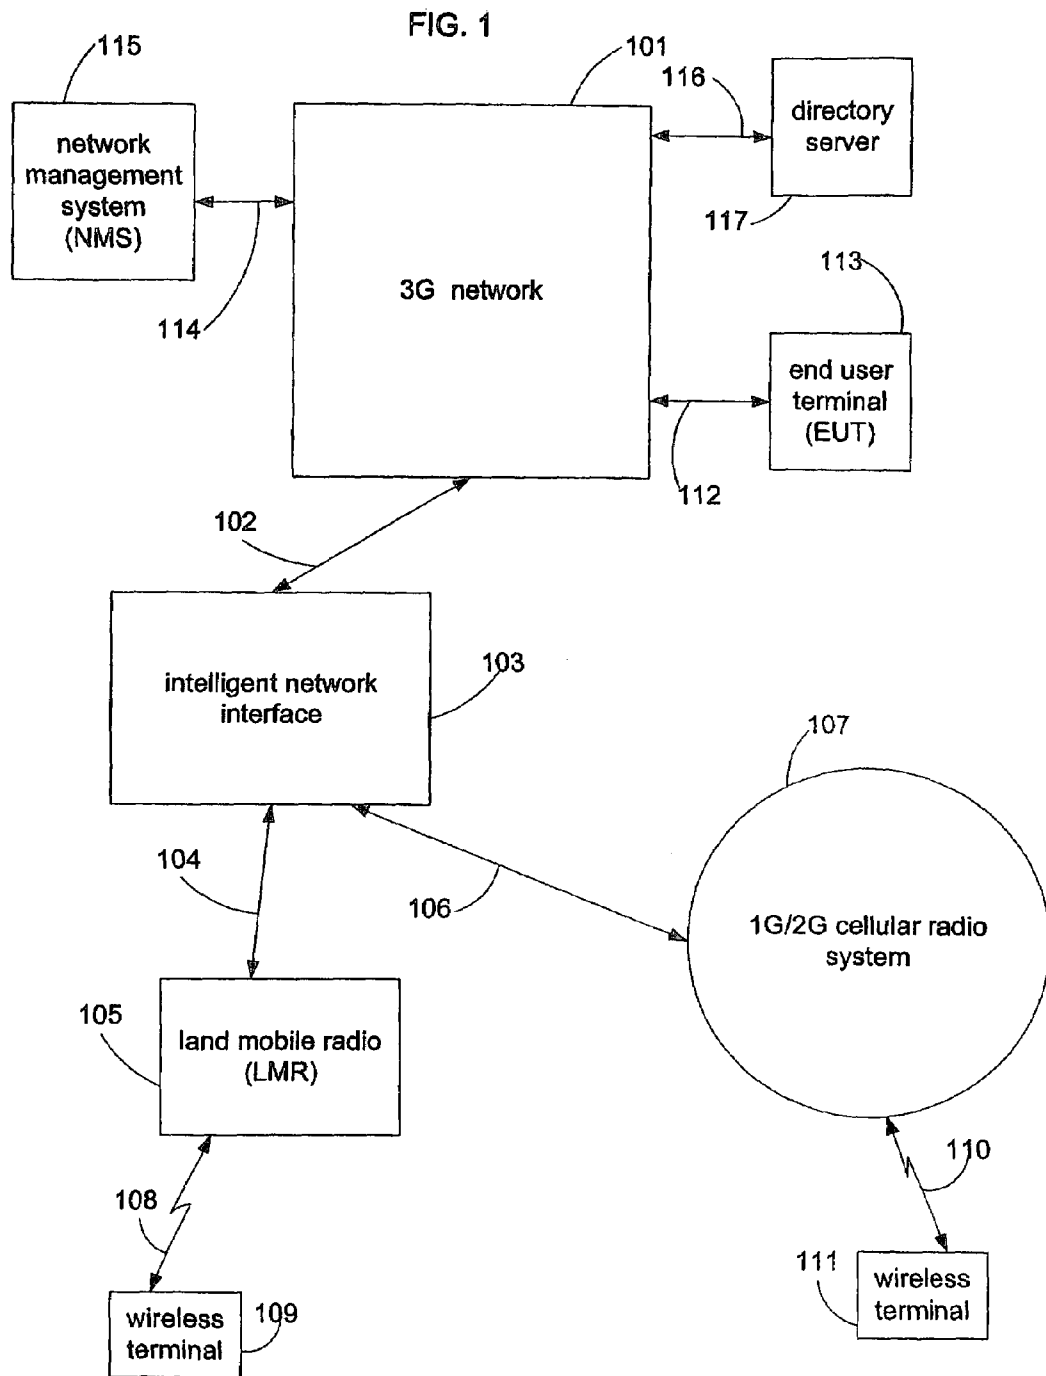 FIG. 1
115
101
116
network
management
system
(NMS)
directory
server
117
114
3G network
113
end user
terminal
(EUT)
112
102
intelligent network
interface
103
107
104
106
1G/2G cellular radio
system
105
land mobile radio
(LMR)
108
110
111
wireless
terminal
wireless
terminal
109